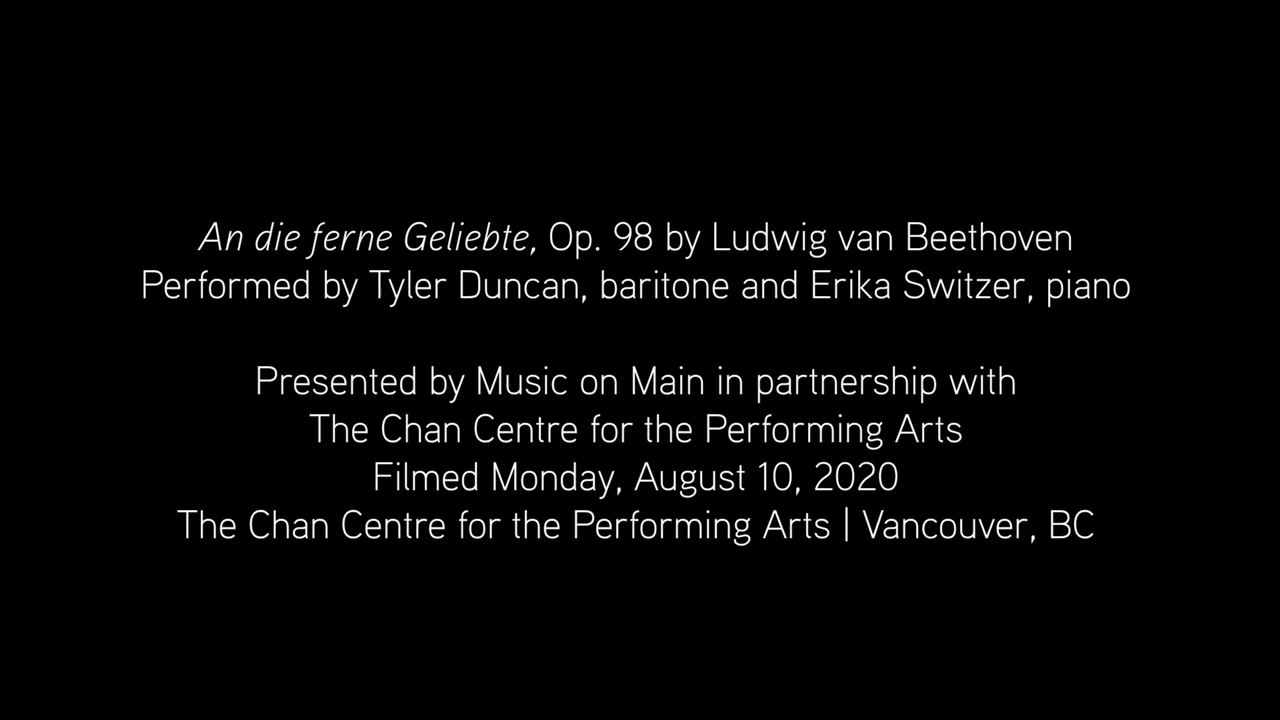 An die ferne Geliebte, Op. 98 by Ludwig van Beethoven
Performed by Tyler Duncan, baritone and Erika Switzer, piano
Presented by Music on Main in partnership with
The Chan Centre for the Performing Arts
Filmed Monday, August 10, 2020
The Chan Centre for the Performing Arts | Vancouver, BC